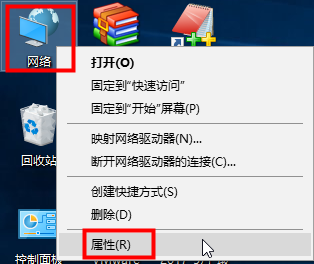 网络
打开(O)
固定到"快速访问"
固定到"开始"屏幕(P)
映射网络驱动器(N)...
断开网络驱动器的连接(C)...
回收站
创建快捷方式(S)
删除(D)
属性(R)
控制面板